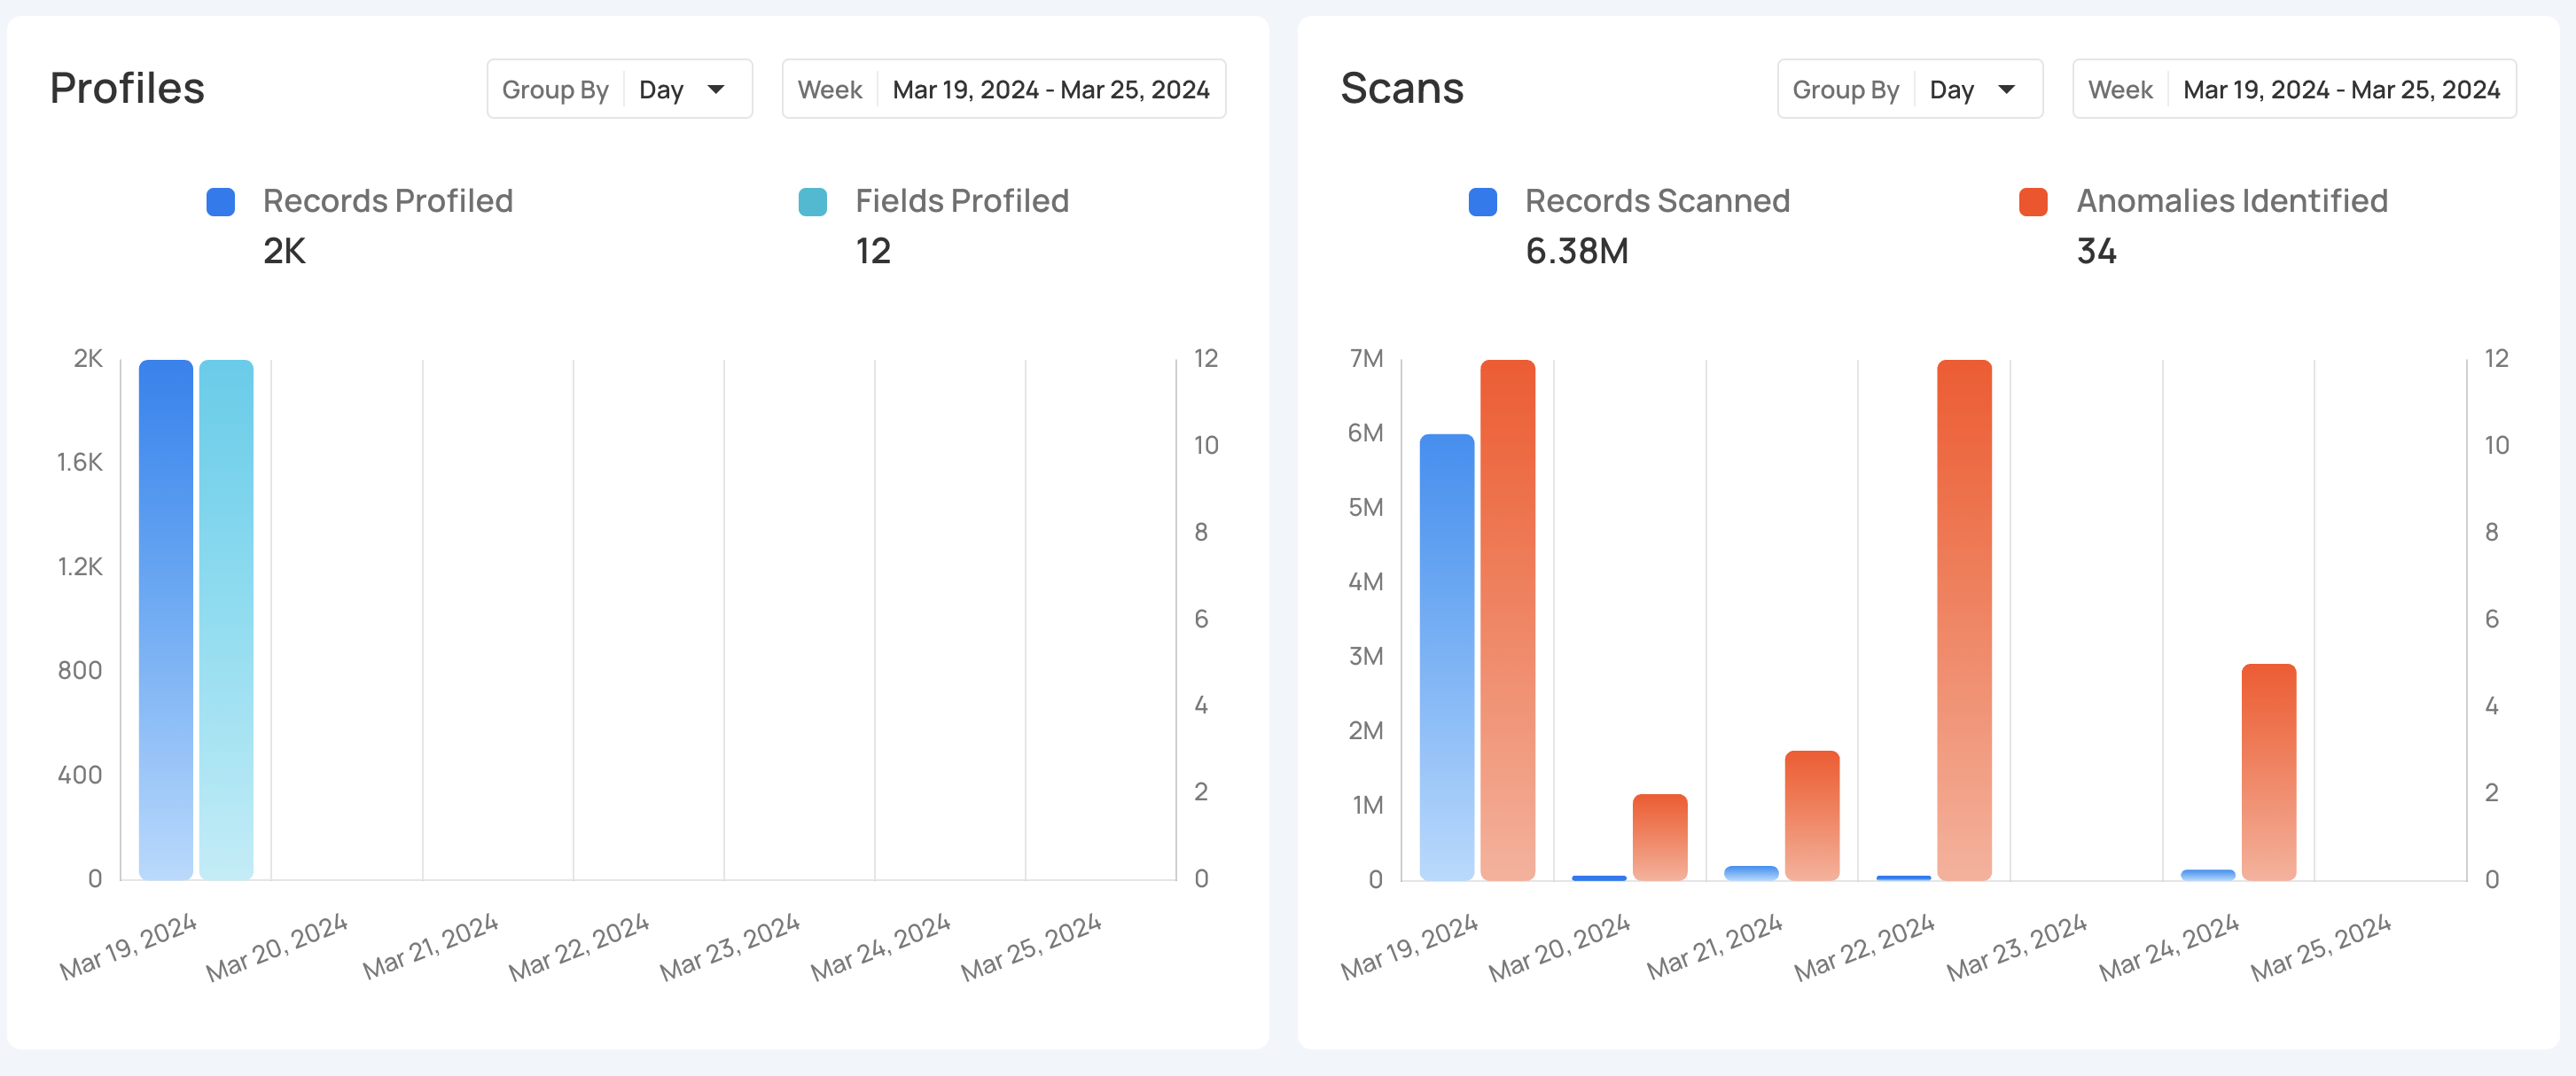 Profiles
Group By Day
Week Mar 19, 2024 - Mar 25, 2024
Records Profiled
2K
Fields Profiled
12
2K
1.6K
1.2K
800
400
0
12
10
8
6
4
2
0
Mar 19, 2024
Mar 20, 2024
Mar 21, 2024
Mar 22, 2024
Mar 23, 2024
Mar 24, 2024
Mar 25, 2024
Scans
Group By Day
Week Mar 19, 2024 - Mar 25, 2024
Records Scanned
6.38M
Anomalies Identified
34
7M
6M
5M
4M
3M
2M
1M
0
12
10
8
6
4
2
0
Mar 19, 2024
Mar 20, 2024
Mar 21, 2024
Mar 22, 2024
Mar 23, 2024
Mar 24, 2024
Mar 25, 2024